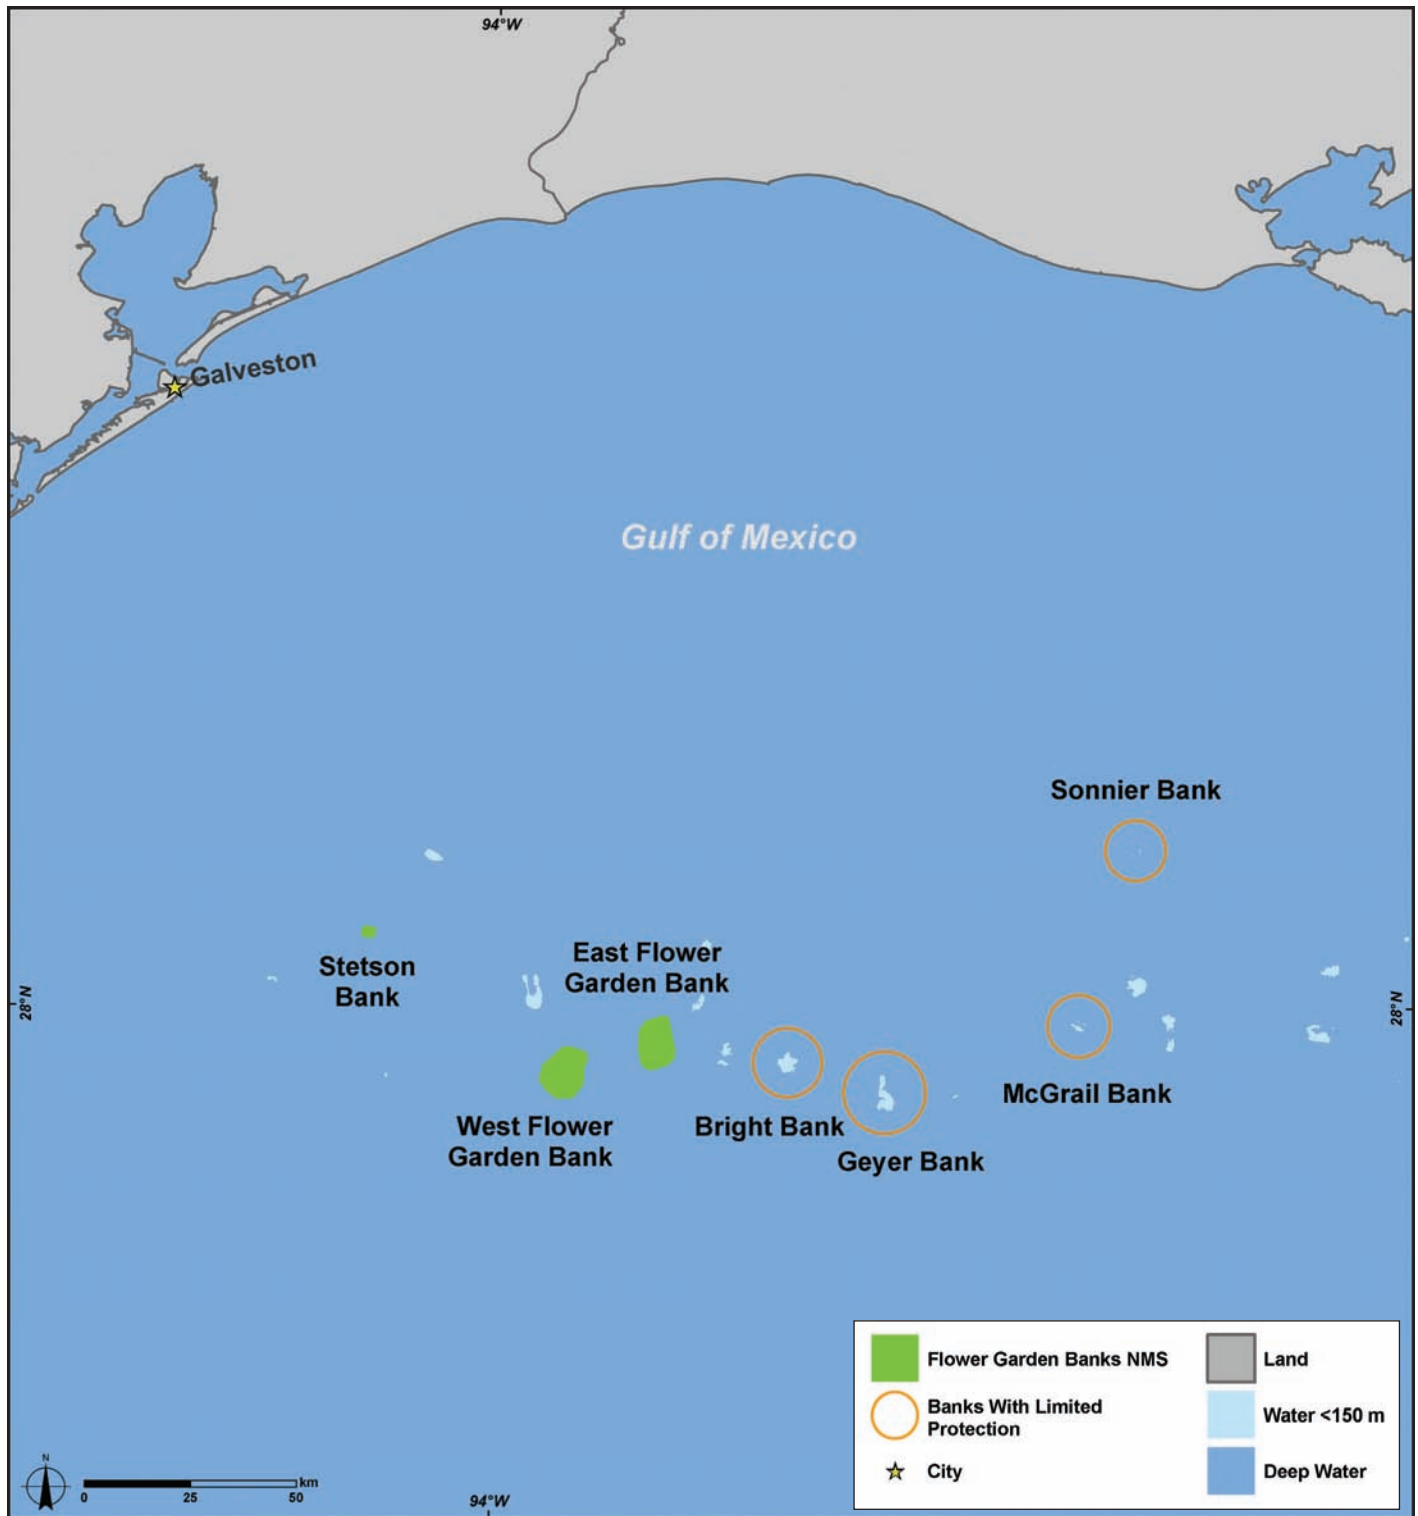 94°W
Galveston
Gulf of Mexico
Sonnier Bank
Stetson
Bank
East Flower
Garden Bank
28°N
28°N
McGrail Bank
West Flower
Garden Bank
Bright Bank
Geyer Bank
Flower Garden Banks NMS
Banks With Limited
Protection
City
Land
Water <150 m
Deep Water
N
km
0 25 50
94°W